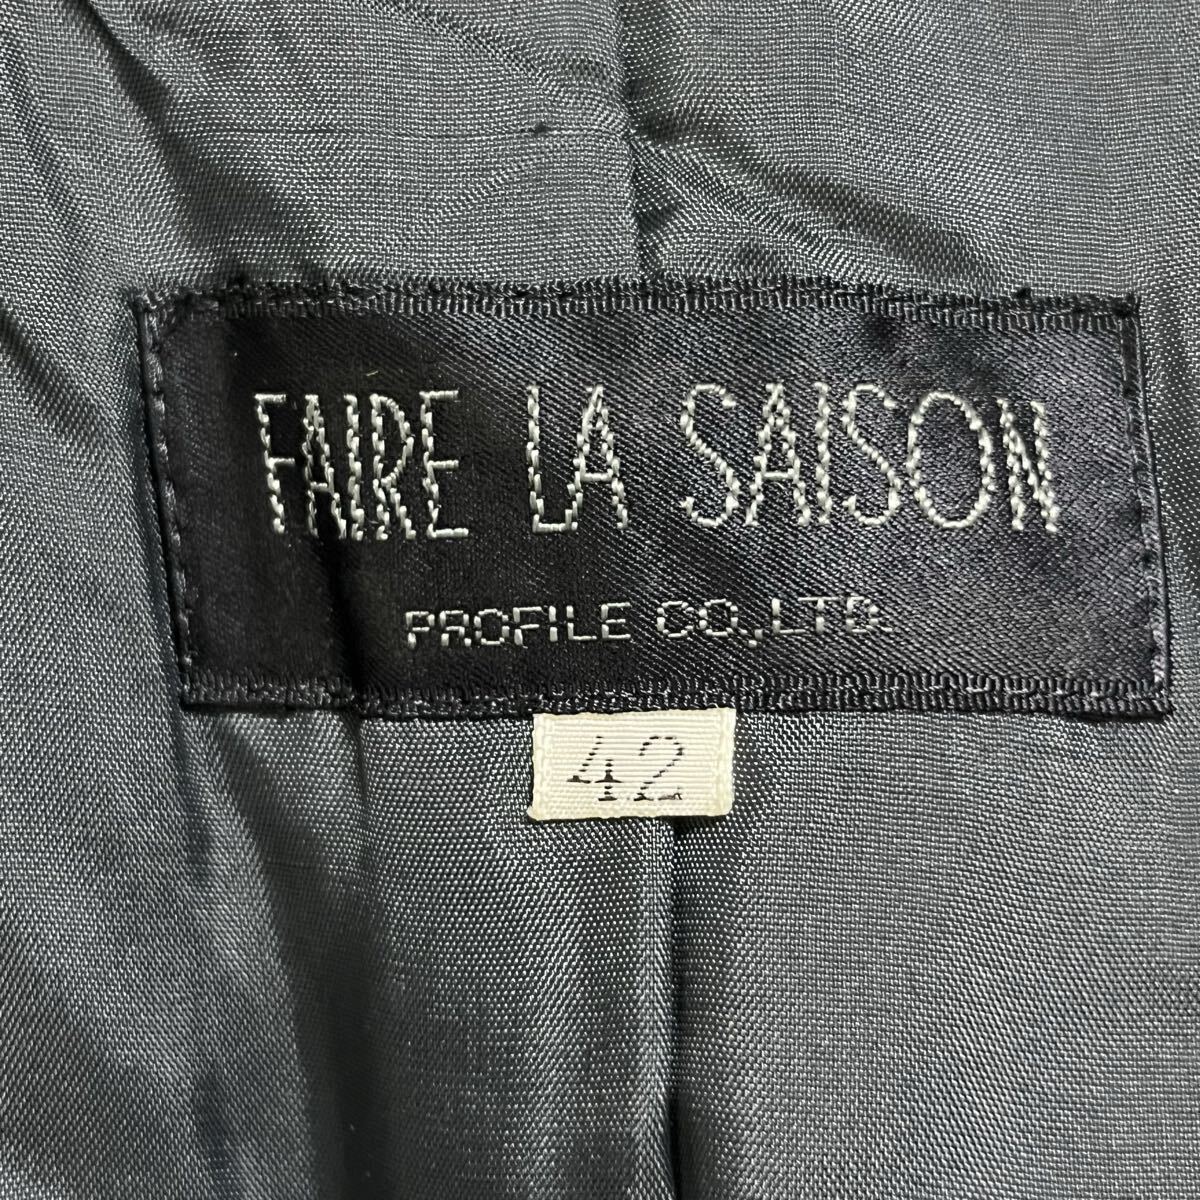 FAIRE LA SAISON
PROFILE CO.,LTD.
42